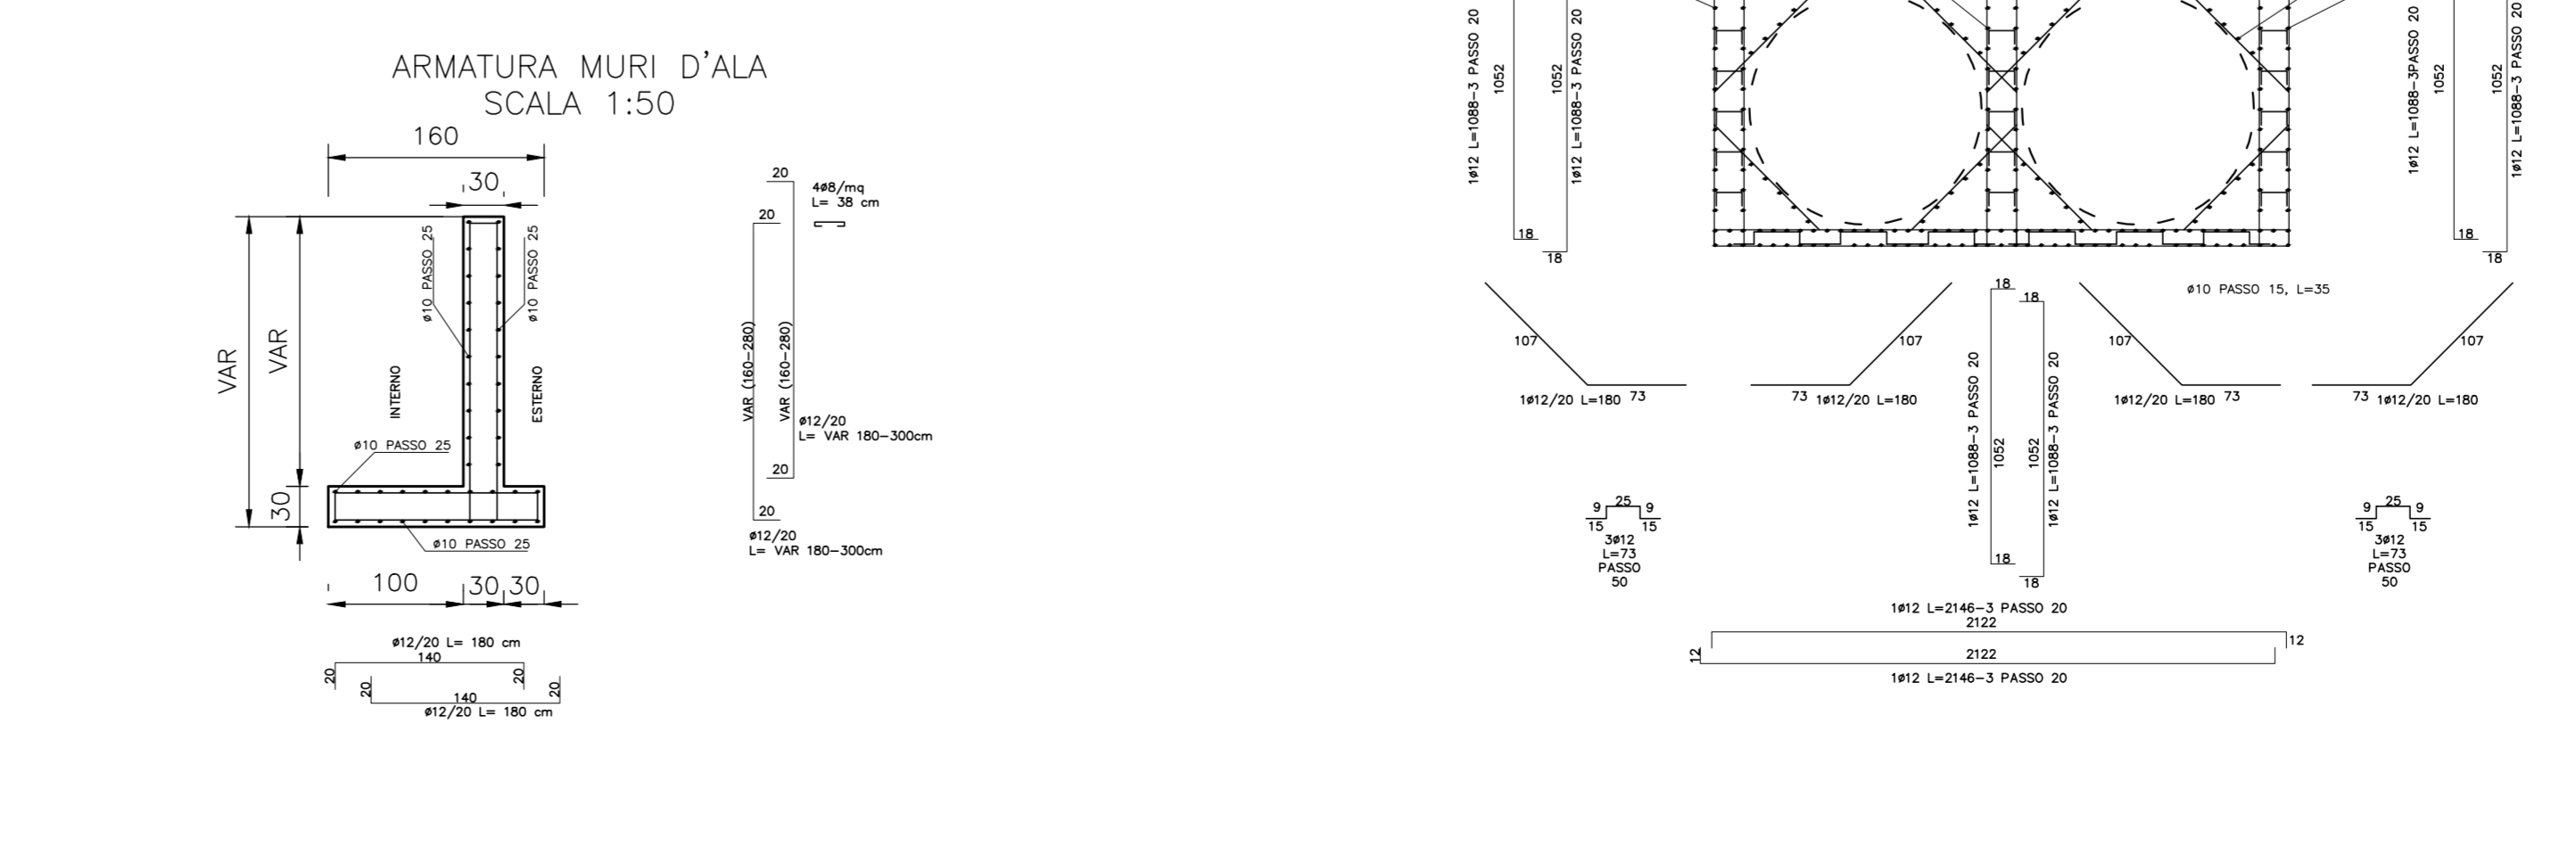 ARMATURA MURI D'ALA
SCALA 1:50
160
30
ø10 PASSO 25
ø10 PASSO 25
VAR
VAR
INTERNO
ESTERNO
ø10 PASSO 25
30
ø10 PASSO 25
100
30
30
ø12/20 L= 180 cm
140
20
20
20
20
140
ø12/20 L= 180 cm
20
20
4ø8/mq
L= 38 cm
VAR (160-280)
VAR (160-280)
ø12/20
L= VAR 180-300cm
20
20
ø12/20
L= VAR 180-300cm
1ø12 L=1088-3 PASSO 20
1052
1052
1ø12 L=1088-3 PASSO 20
18
18
1ø12 L=1088-3PASSO 20
1052
1052
1ø12 L=1088-3 PASSO 20
18
18
ø10 PASSO 15, L=35
107
1ø12/20 L=180
73
107
73
1ø12/20 L=180
107
1ø12/20 L=180
73
107
73
1ø12/20 L=180
18
18
1ø12 L=1088-3 PASSO 20
1052
1052
1ø12 L=1088-3 PASSO 20
18
18
9
25
9
15
15
3ø12
L=73
PASSO
50
9
25
9
15
15
3ø12
L=73
PASSO
50
1ø12 L=2146-3 PASSO 20
2122
12
12
2122
1ø12 L=2146-3 PASSO 20